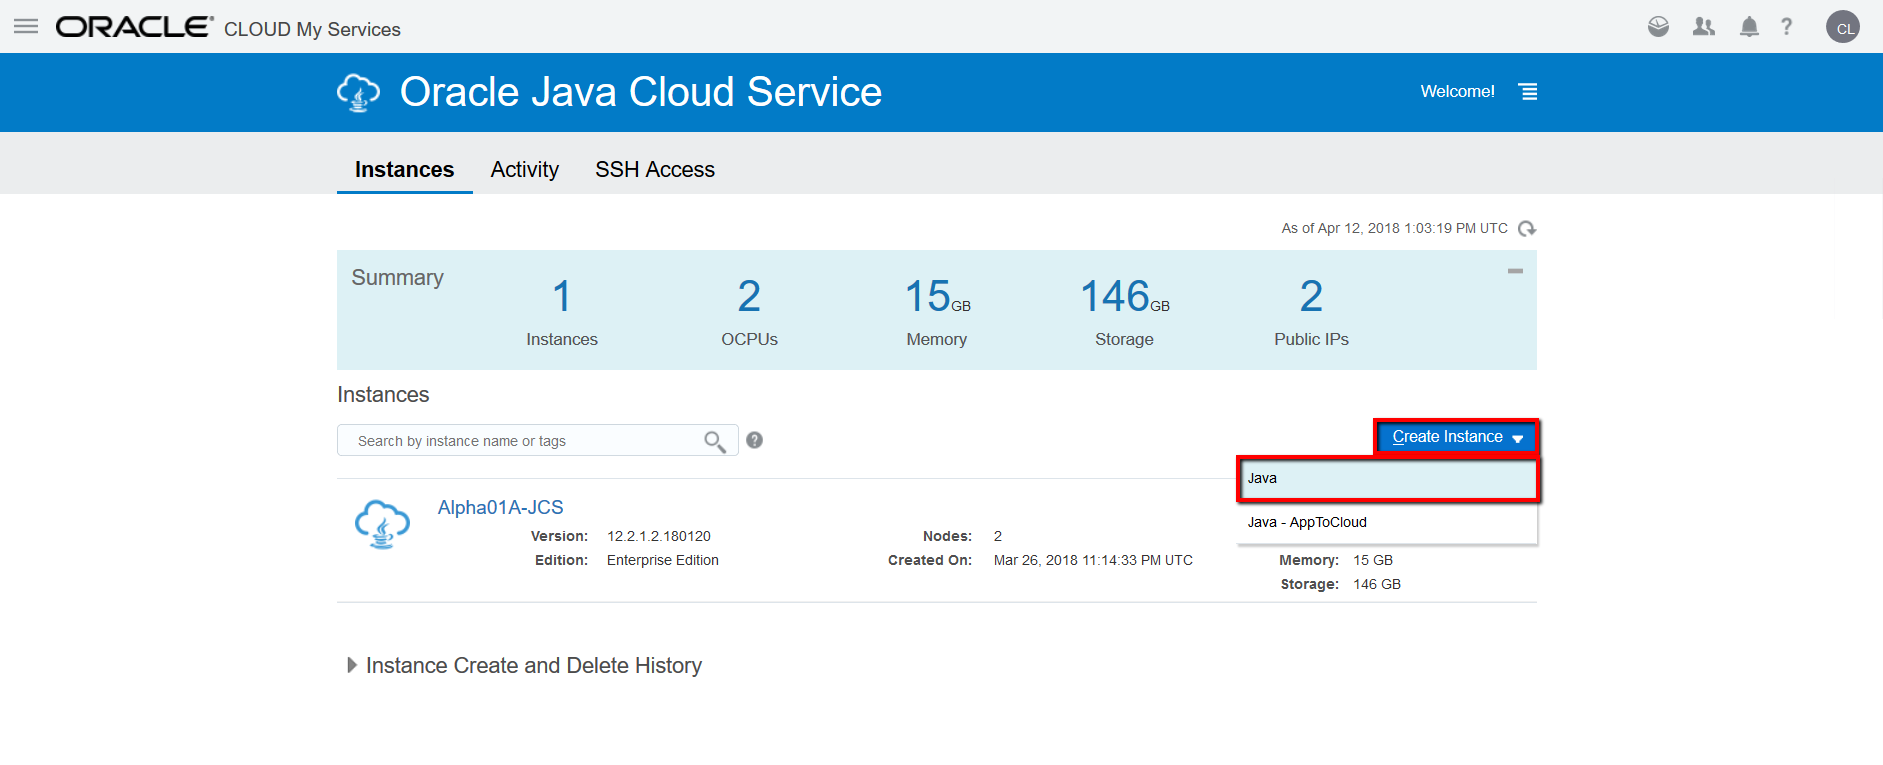 ORACLE® CLOUD My Services
?
CL
Oracle Java Cloud Service
Welcome!
Instances Activity SSH Access
As of Apr 12, 2018 1:03:19 PM UTC
Summary
1 2 15GB 146GB 2
Instances OCPUs Memory Storage Public IPs
Instances
Search by instance name or tags
?
Create Instance
Java
Java - AppToCloud
Alpha01A-JCS
Version: 12.2.1.2.180120 Nodes: 2
Edition: Enterprise Edition Created On: Mar 26, 2018 11:14:33 PM UTC Memory: 15 GB
Storage: 146 GB
Instance Create and Delete History